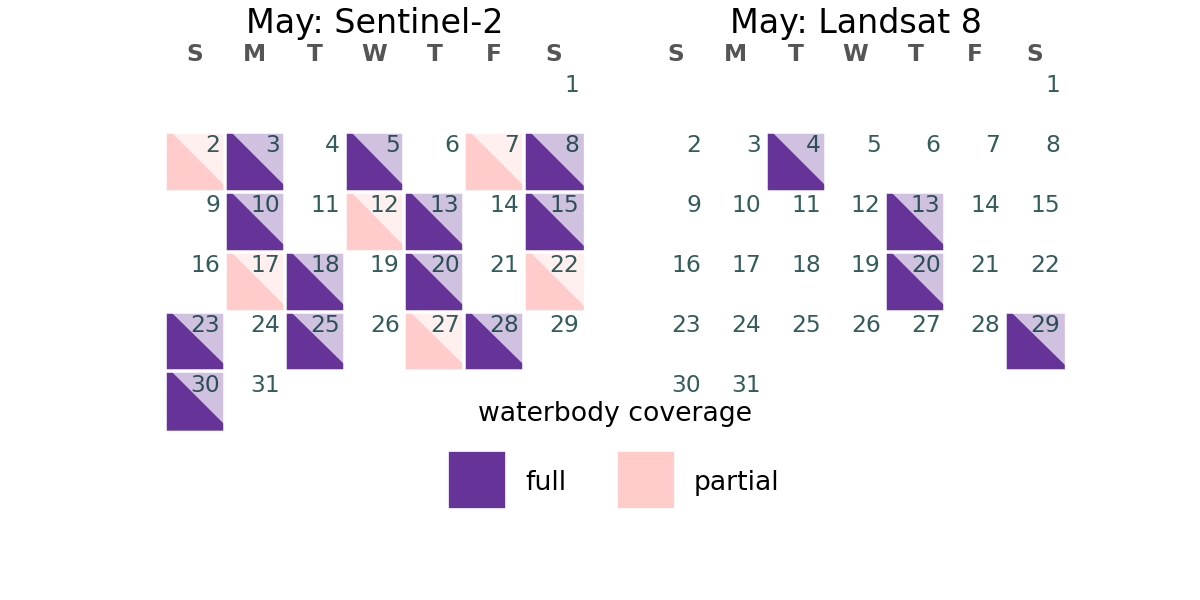 May: Sentinel-2
S M T W T F S
1
2 3 4 5 6 7 8
9 10 11 12 13 14 15
16 17 18 19 20 21 22
23 24 25 26 27 28 29
30 31
May: Landsat 8
S M T W T F S
1
2 3 4 5 6 7 8
9 10 11 12 13 14 15
16 17 18 19 20 21 22
23 24 25 26 27 28 29
30 31
waterbody coverage
full
partial